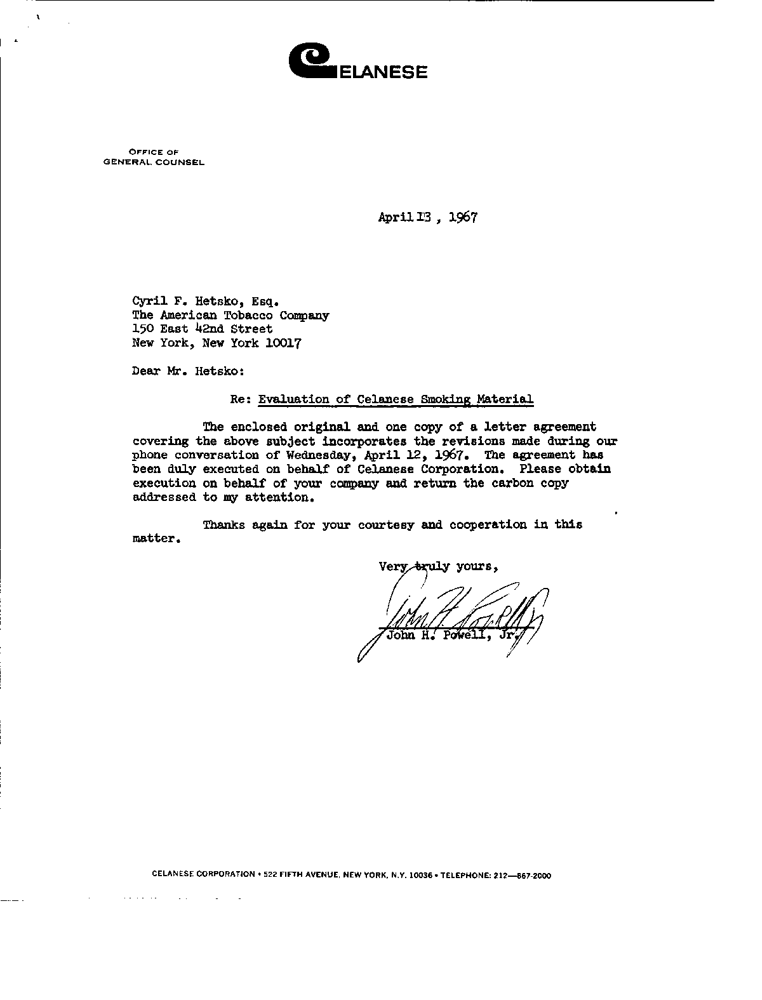 CELANESE
OFFICE OF
GENERAL COUNSEL
April 13, 1967
Cyril F. Hetsko, Esq.
The American Tobacco Company
150 East 42nd Street
New York, New York 10017
Dear Mr. Hetsko:
Re: Evaluation of Celanese Smoking Material
The enclosed original and one copy of a letter agreement
covering the above subject incorporates the revisions made during our
phone conversation of Wednesday, April 12, 1967. The agreement has
been duly executed on behalf of Celanese Corporation. Please obtain
execution on behalf of your company and return the carbon copy
addressed to my attention.
Thanks again for your courtesy and cooperation in this
matter.
Very truly yours,
John H. Powell
John H. Powell, Jr.
CELANESE CORPORATION • 522 FIFTH AVENUE, NEW YORK, N.Y. 10036 • TELEPHONE: 212—867-2000